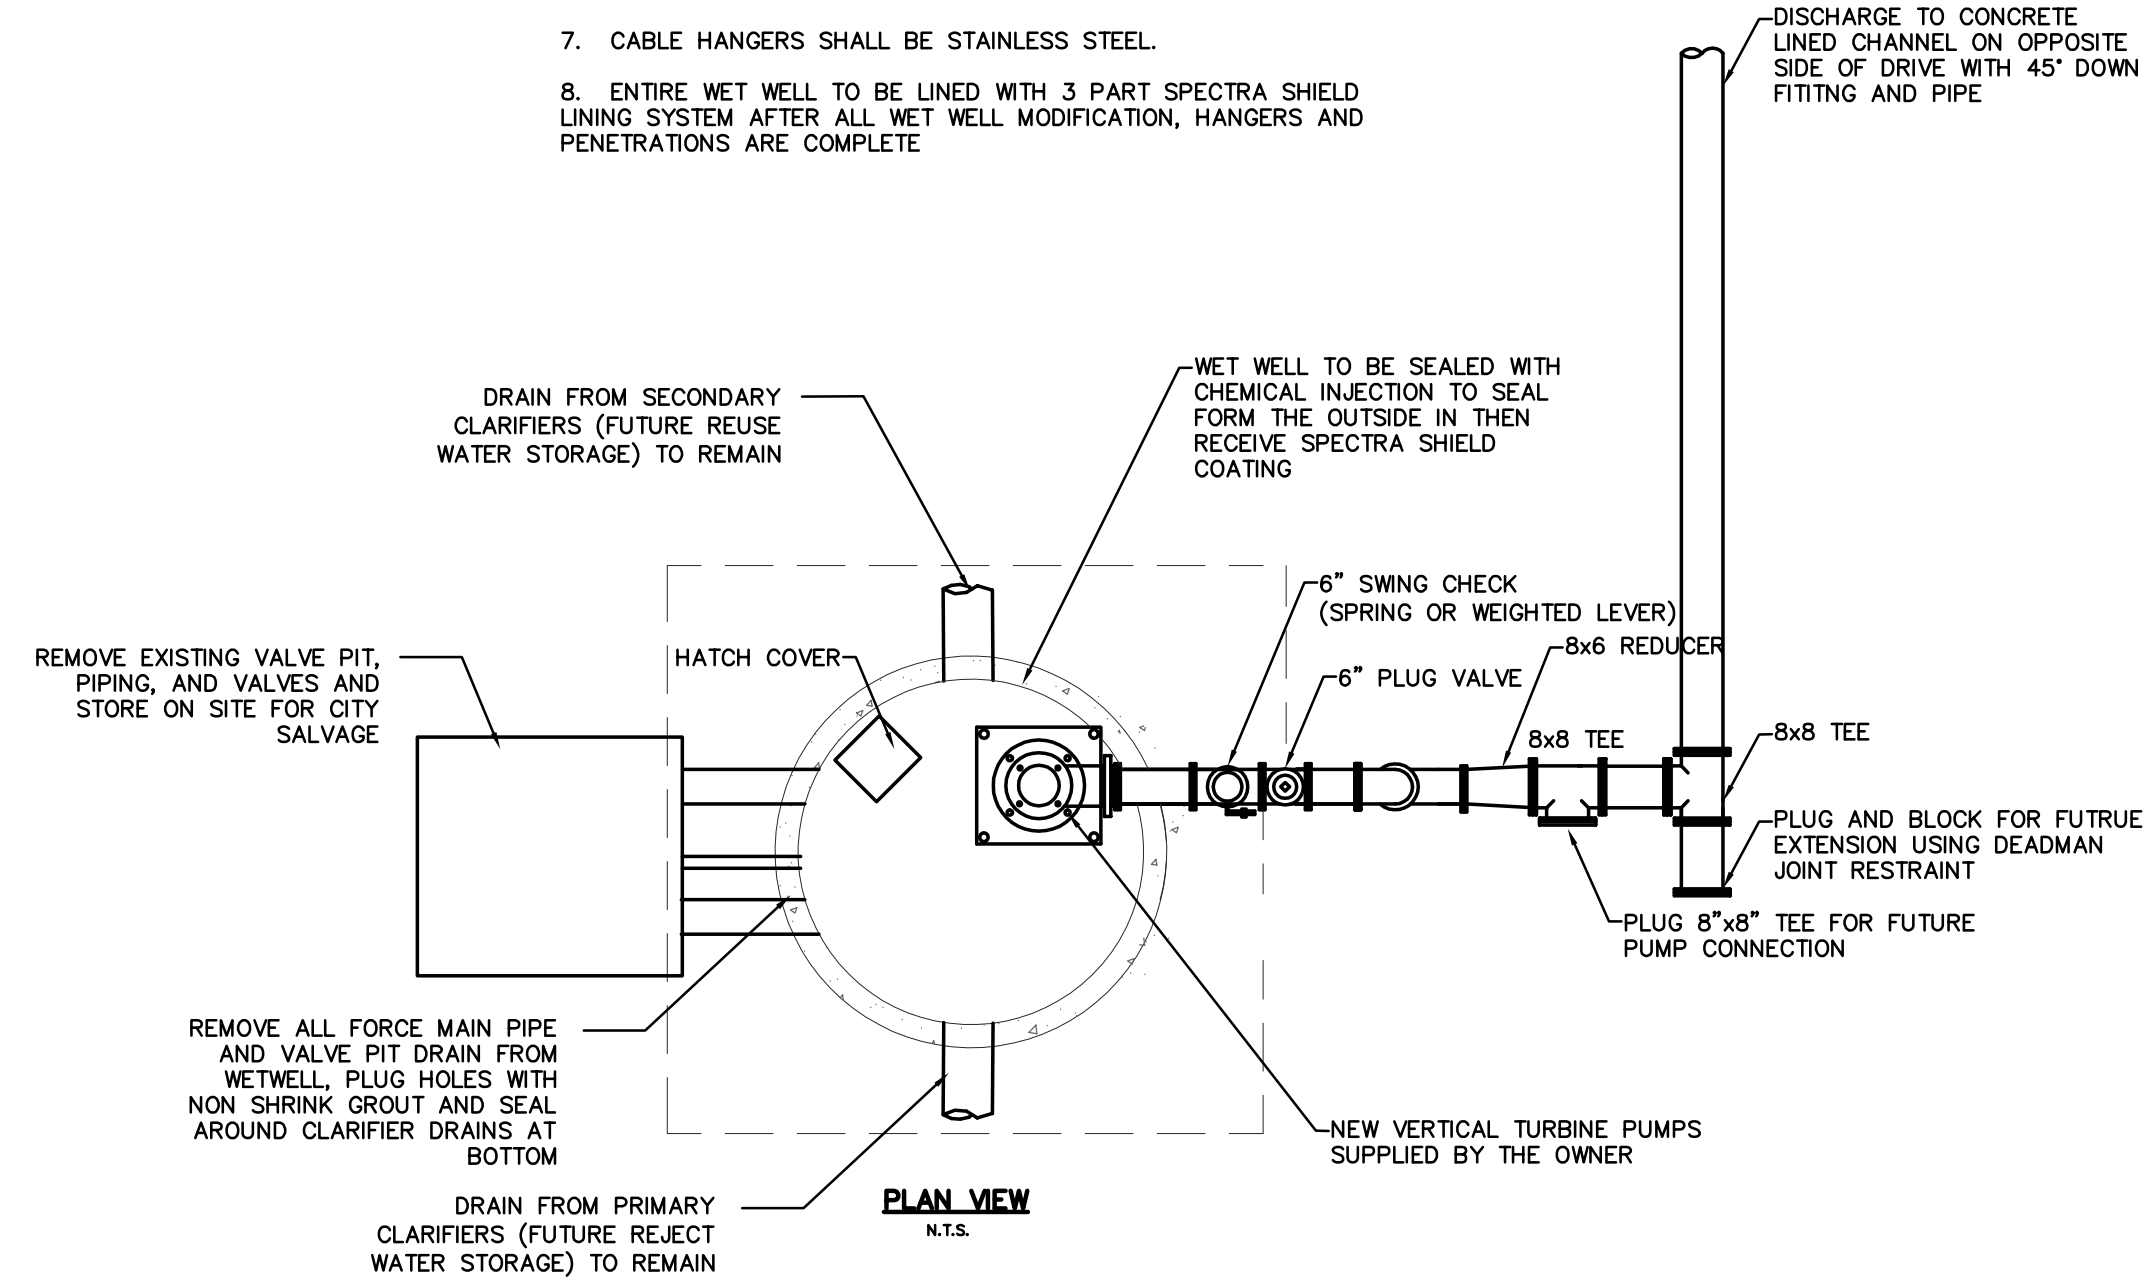 7. CABLE HANGERS SHALL BE STAINLESS STEEL.
8. ENTIRE WET WELL TO BE LINED WITH 3 PART SPECTRA SHIELD
LINING SYSTEM AFTER ALL WET WELL MODIFICATION, HANGERS AND
PENETRATIONS ARE COMPLETE
DISCHARGE TO CONCRETE
LINED CHANNEL ON OPPOSITE
SIDE OF DRIVE WITH 45° DOWN
FITITNG AND PIPE
WET WELL TO BE SEALED WITH
CHEMICAL INJECTION TO SEAL
FORM THE OUTSIDE IN THEN
RECEIVE SPECTRA SHIELD
COATING
DRAIN FROM SECONDARY
CLARIFIERS (FUTURE REUSE
WATER STORAGE) TO REMAIN
6" SWING CHECK
(SPRING OR WEIGHTED LEVER)
8x6 REDUCER
6" PLUG VALVE
HATCH COVER
REMOVE EXISTING VALVE PIT,
PIPING, AND VALVES AND
STORE ON SITE FOR CITY
SALVAGE
8x8 TEE
8x8 TEE
PLUG AND BLOCK FOR FUTRUE
EXTENSION USING DEADMAN
JOINT RESTRAINT
PLUG 8"x8" TEE FOR FUTURE
PUMP CONNECTION
REMOVE ALL FORCE MAIN PIPE
AND VALVE PIT DRAIN FROM
WETWELL, PLUG HOLES WITH
NON SHRINK GROUT AND SEAL
AROUND CLARIFIER DRAINS AT
BOTTOM
NEW VERTICAL TURBINE PUMPS
SUPPLIED BY THE OWNER
DRAIN FROM PRIMARY
CLARIFIERS (FUTURE REJECT
WATER STORAGE) TO REMAIN
PLAN VIEW
N.T.S.